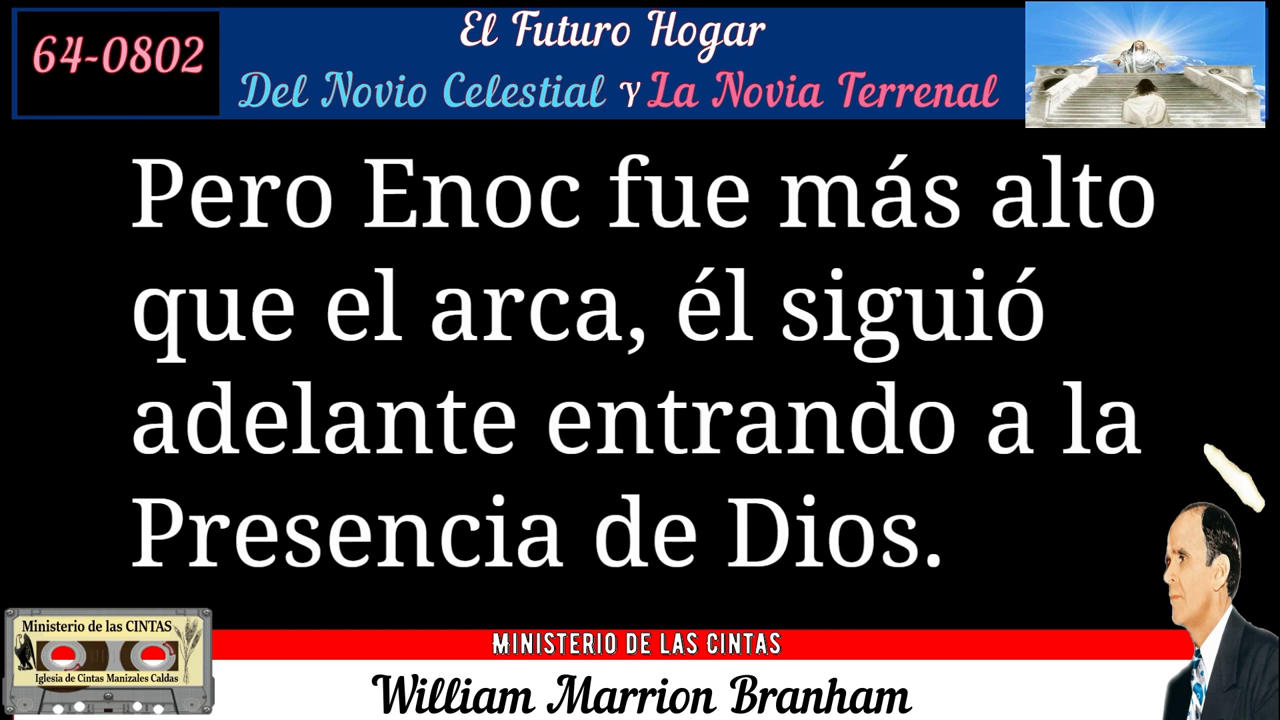 64-0802
El Futuro Hogar
Del Novio Celestial Y La Novia Terrenal
Pero Enoc fue más alto
que el arca, él siguió
adelante entrando a la
Presencia de Dios.
Ministerio de las CINTAS
Iglesia de Cintas Manizales Caldas
MINISTERIO DE LAS CINTAS
William Marrion Branham